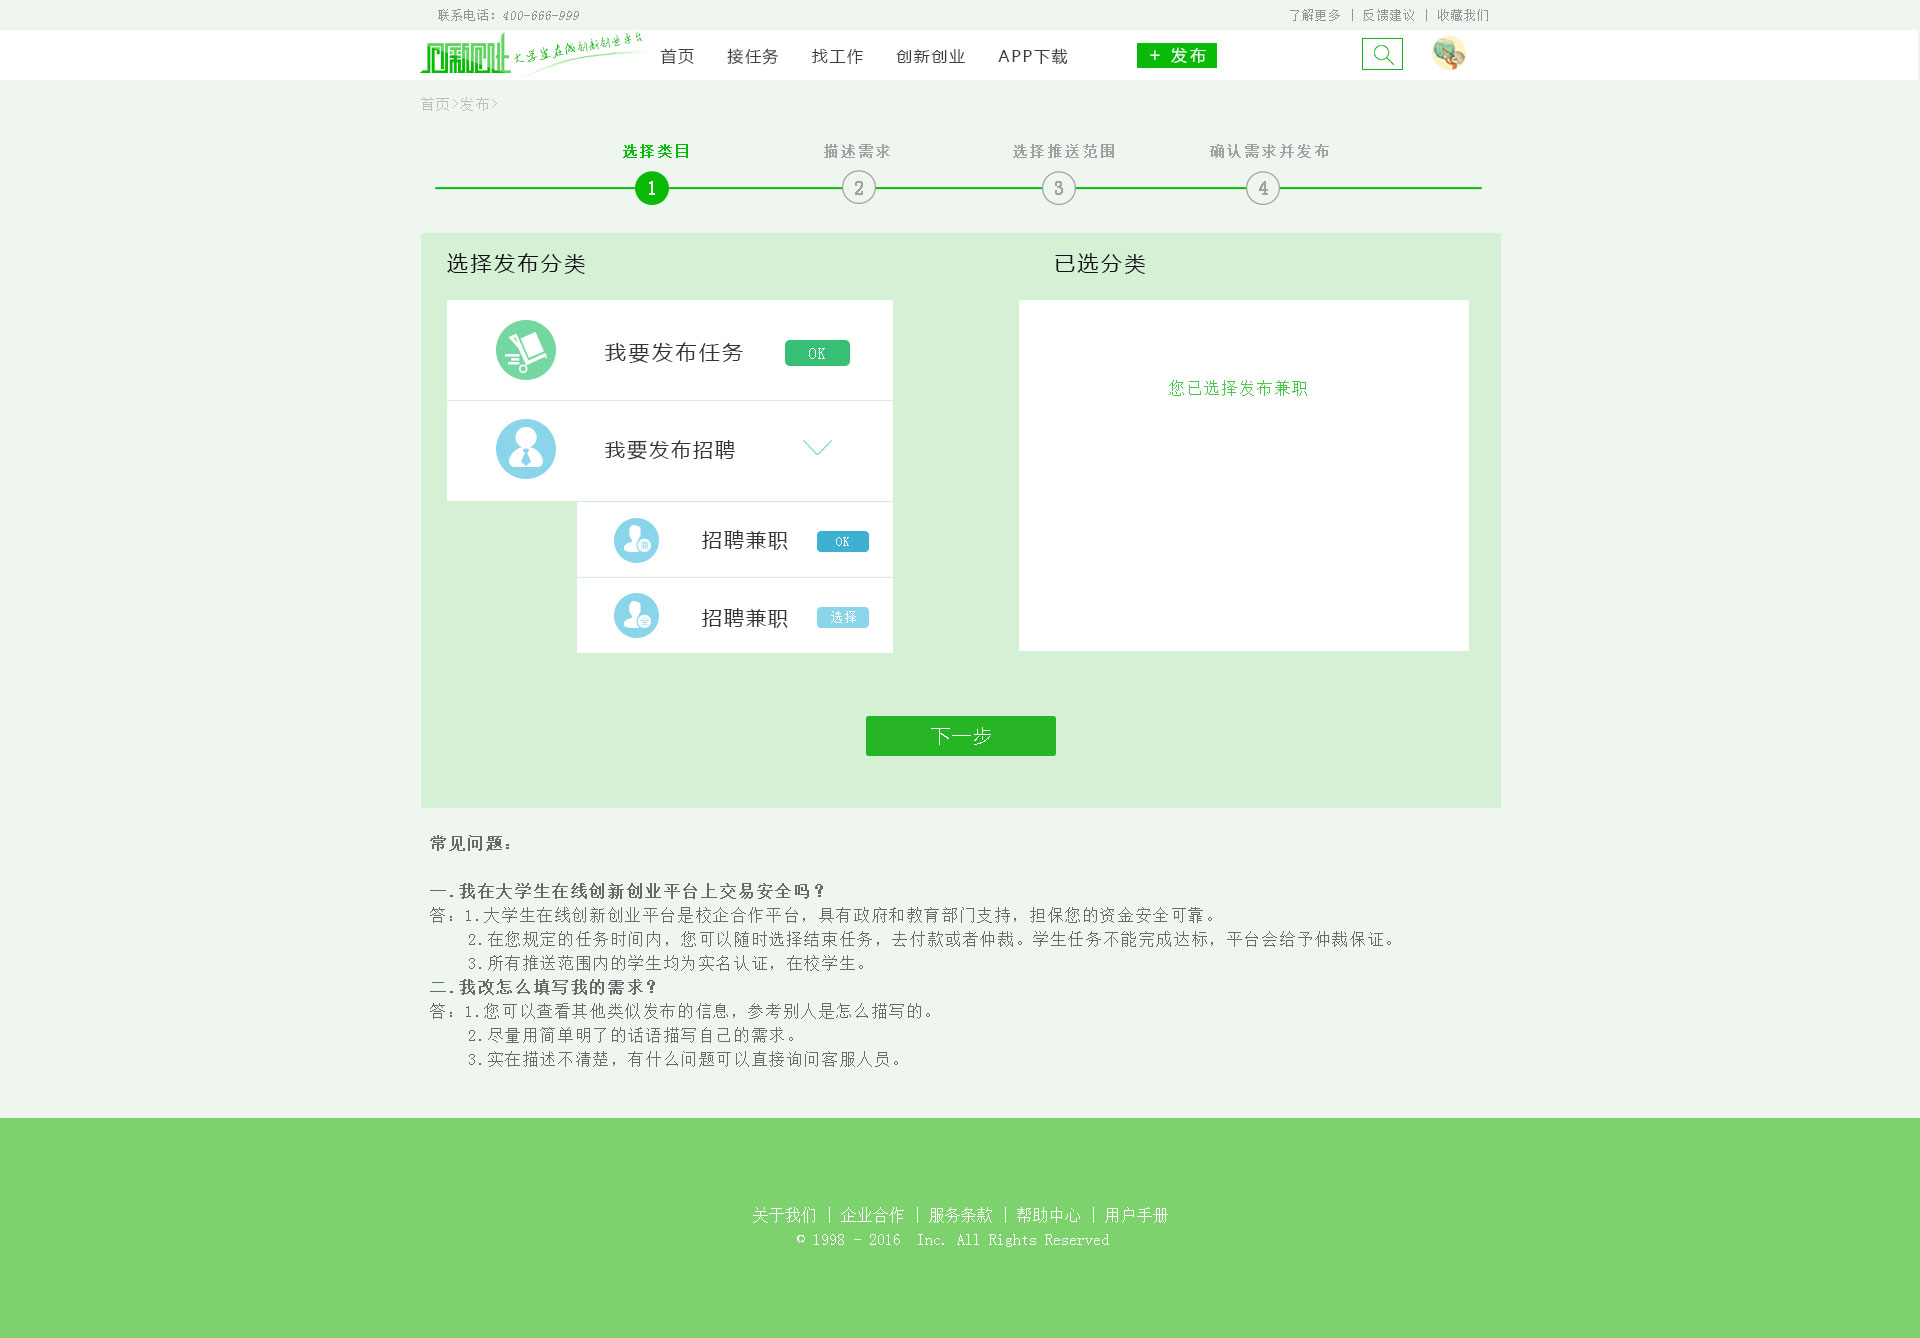 联系电话：400-666-999
了解更多 | 反馈建议 | 收藏我们
大学生在线创新创业平台
首页 接任务 找工作 创新创业 APP下载 + 发布
首页>发布>
选择类目 描述需求 选择推送范围 确认需求并发布
1 2 3 4
选择发布分类 已选分类
我要发布任务 OK
您已选择发布兼职
我要发布招聘
招聘兼职 OK
全 招聘兼职 选择
下一步
常见问题：
一.我在大学生在线创新创业平台上交易安全吗？
答：1.大学生在线创新创业平台是校企合作平台，具有政府和教育部门支持，担保您的资金安全可靠。
2.在您规定的任务时间内，您可以随时选择结束任务，去付款或者仲裁。学生任务不能完成达标，平台会给予仲裁保证。
3.所有推送范围内的学生均为实名认证，在校学生。
二.我改怎么填写我的需求？
答：1.您可以查看其他类似发布的信息，参考别人是怎么描写的。
2.尽量用简单明了的话语描写自己的需求。
3.实在描述不清楚，有什么问题可以直接询问客服人员。
关于我们 | 企业合作 | 服务条款 | 帮助中心 | 用户手册
© 1998 - 2016 Inc. All Rights Reserved